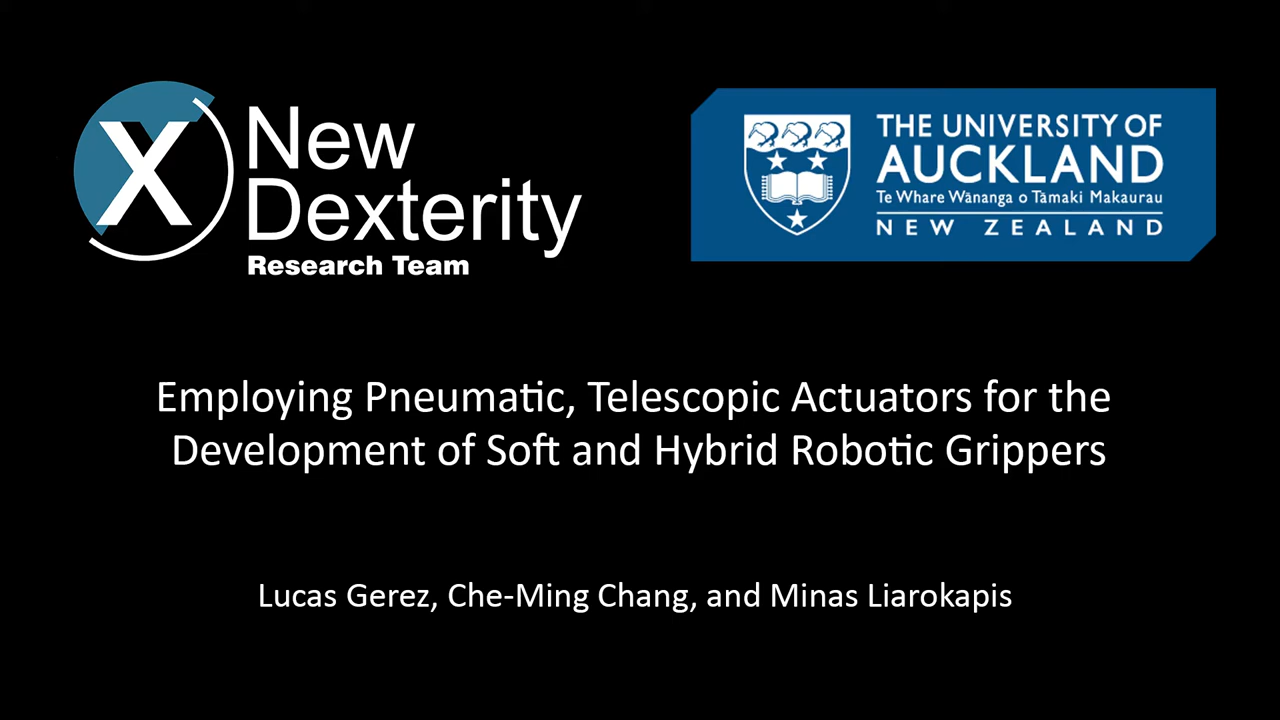 X
New
Dexterity
Research Team
THE UNIVERSITY OF
AUCKLAND
Te Whare Wānanga o Tāmaki Makaurau
NEW ZEALAND
Employing Pneumatic, Telescopic Actuators for the
Development of Soft and Hybrid Robotic Grippers
Lucas Gerez, Che-Ming Chang, and Minas Liarokapis